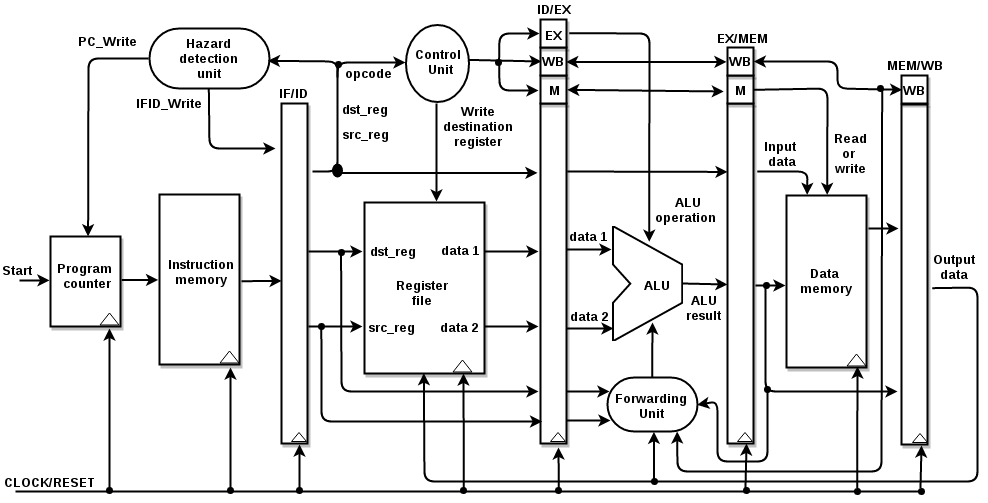 ID/EX
EX/MEM
MEM/WB
PC_Write
Hazard
detection
unit
Control
Unit
opcode
EX
WB
M
WB
M
WB
IFID_Write
IF/ID
dst_reg
src_reg
Write
destination
register
Input
data
Read
or
write
ALU
operation
Start
Program
counter
Instruction
memory
dst_reg
data 1
Register
file
src_reg
data 2
data 1
ALU
data 2
ALU
result
Data
memory
Output
data
Forwarding
Unit
CLOCK/RESET